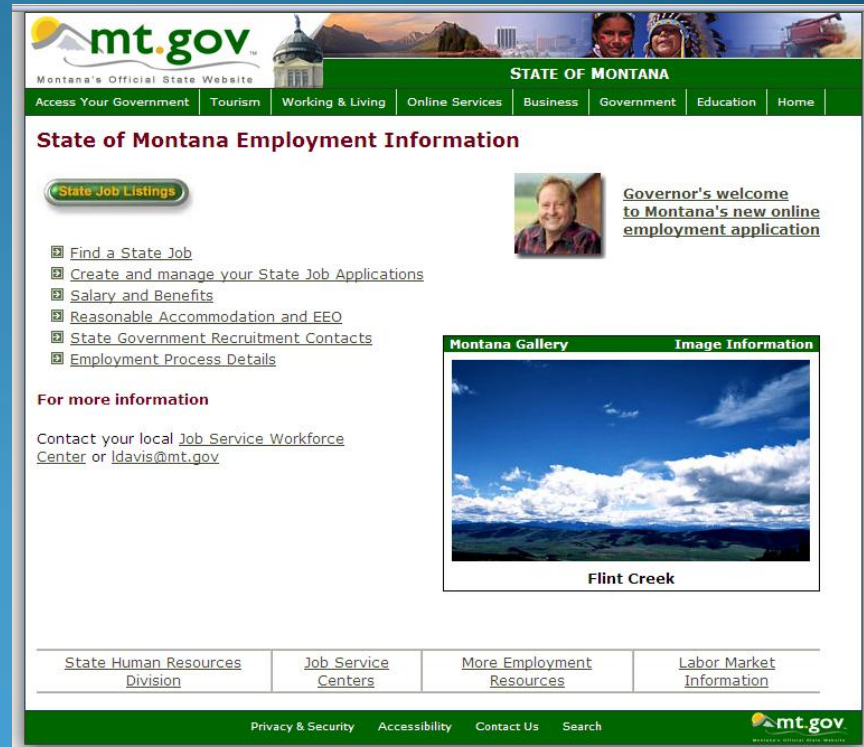 mt.gov
Montana's Official State Website
STATE OF MONTANA
Access Your Government Tourism Working & Living Online Services Business Government Education Home
State of Montana Employment Information
State Job Listings
Governor's welcome
to Montana's new online
employment application
Find a State Job
Create and manage your State Job Applications
Salary and Benefits
Reasonable Accommodation and EEO
State Government Recruitment Contacts
Employment Process Details
For more information
Contact your local Job Service Workforce
Center or ldavis@mt.gov
Montana Gallery Image Information
Flint Creek
State Human Resources
Division
Job Service
Centers
More Employment
Resources
Labor Market
Information
Privacy & Security Accessibility Contact Us Search
mt.gov
Montana's Official State Website